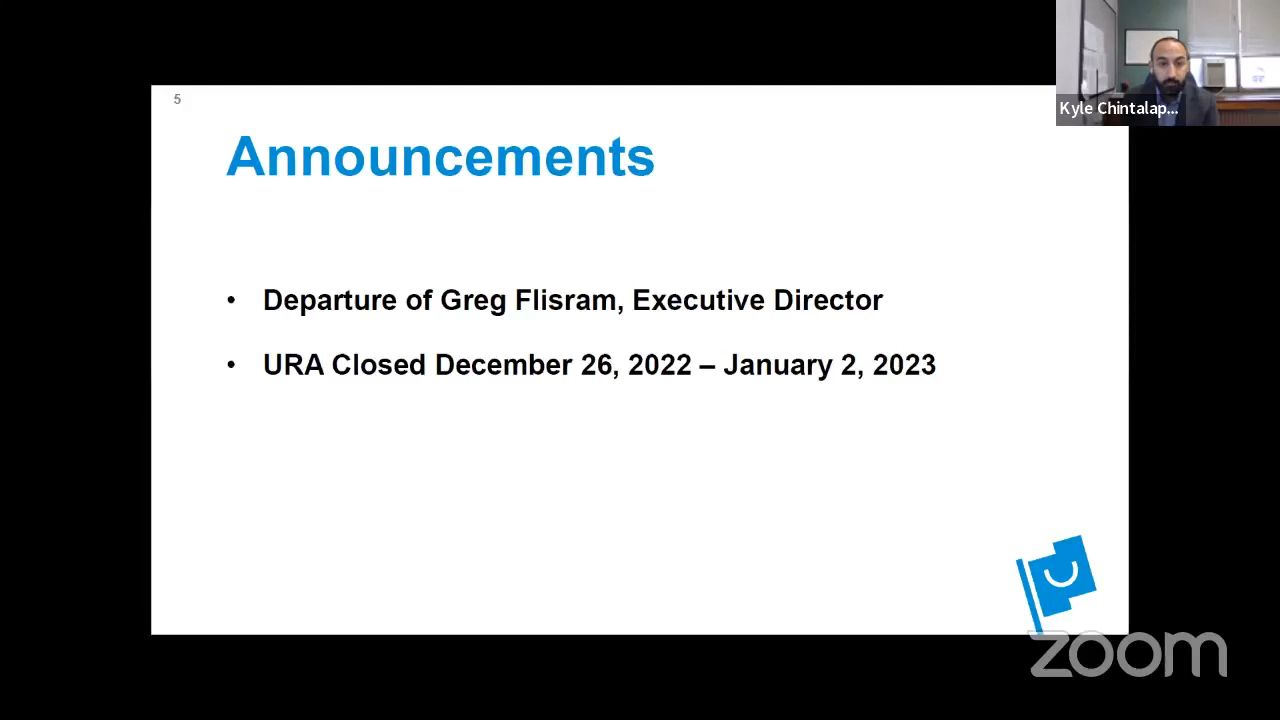 5
Kyle Chintalap...
Announcements
• Departure of Greg Flisram, Executive Director
• URA Closed December 26, 2022 – January 2, 2023
zoom